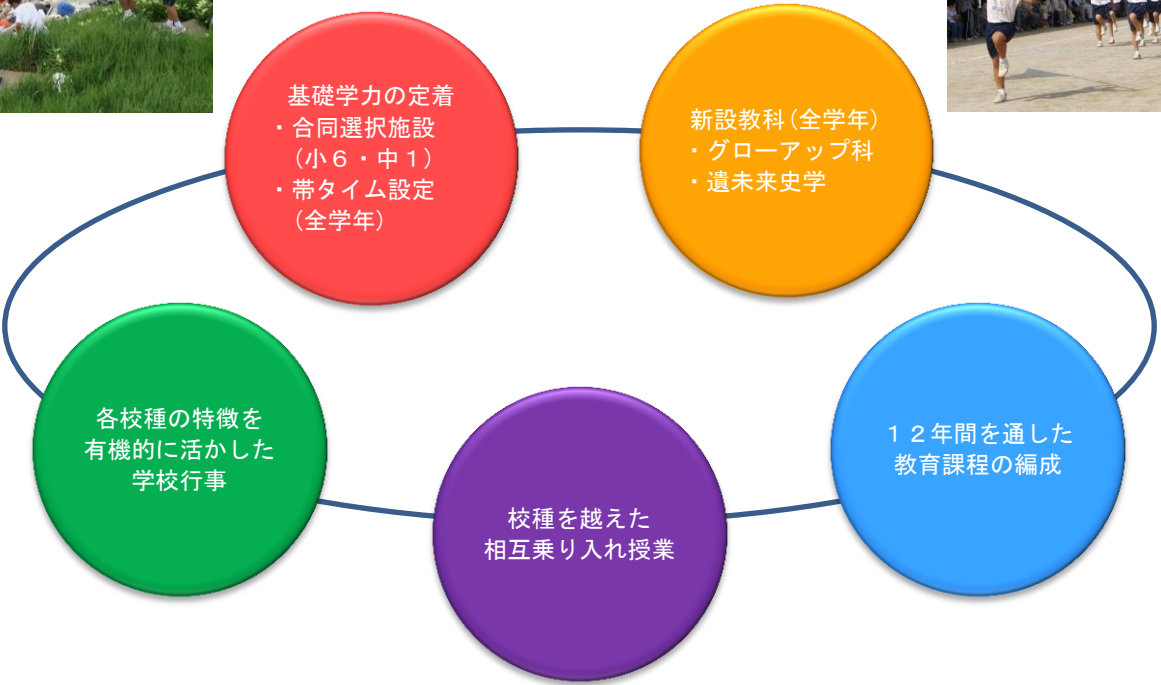 基礎学力の定着
・合同選択施設
（小６・中１）
・帯タイム設定
（全学年）
新設教科（全学年）
・グローアップ科
・遺未来史学
各校種の特徴を
有機的に活かした
学校行事
校種を越えた
相互乗り入れ授業
１２年間を通した
教育課程の編成